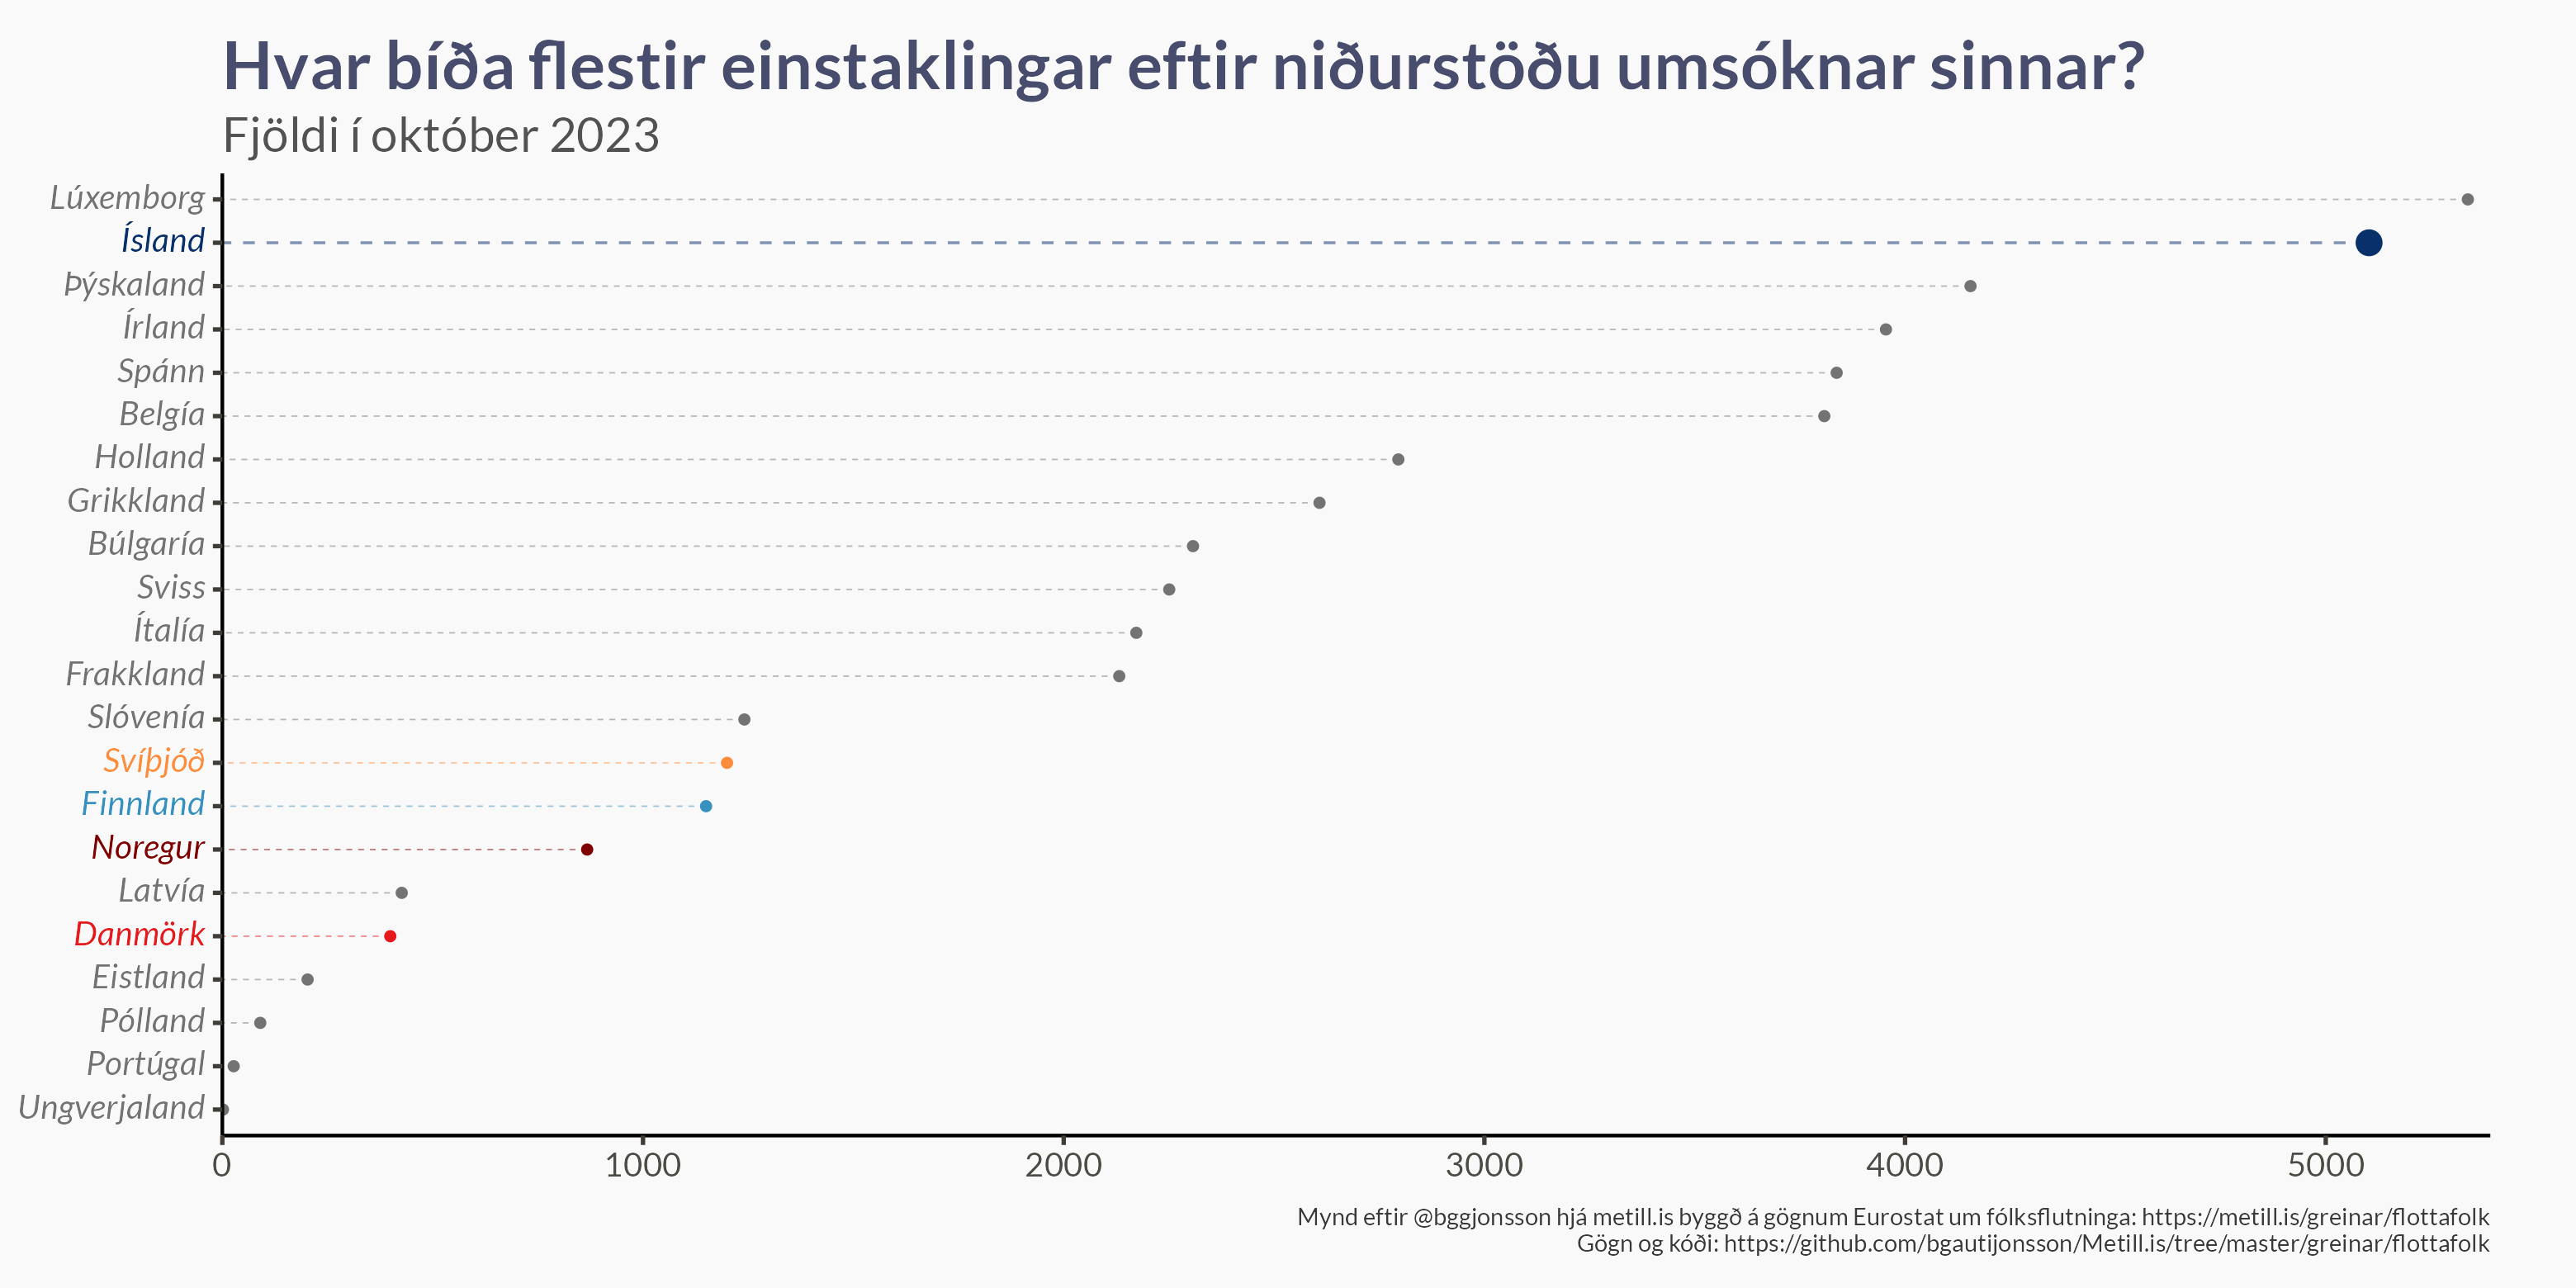 Hvar bíða flestir einstaklingar eftir niðurstöðu umsóknar sinnar?
Fjöldi í október 2023
Lúxemborg
Ísland
Þýskaland
Írland
Spánn
Belgía
Holland
Grikkland
Búlgaría
Sviss
Ítalía
Frakkland
Slóvenía
Svíþjóð
Finnland
Noregur
Latvía
Danmörk
Eistland
Pólland
Portúgal
Ungverjaland
0 1000 2000 3000 4000 5000
Mynd eftir @bggjonsson hjá metill.is byggð á gögnum Eurostat um fólksflutninga: https://metill.is/greinar/flottafolk
Gögn og kóði: https://github.com/bgautijonsson/Metill.is/tree/master/greinar/flottafolk